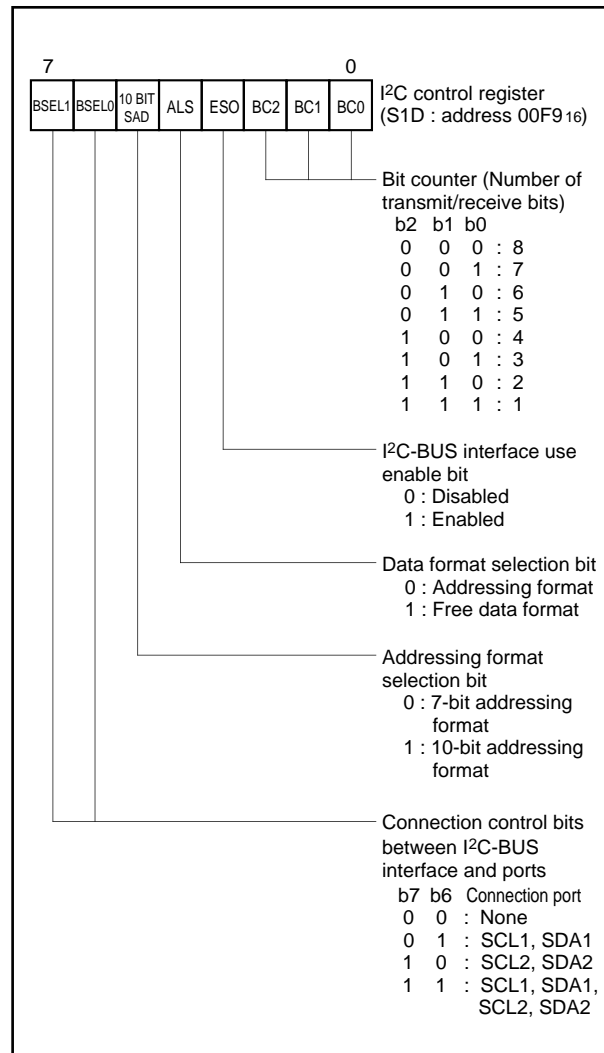 7 0
BSEL1 BSEL0 10 BIT SAD ALS ESO BC2 BC1 BC0
I2C control register
(S1D : address 00F916)
Bit counter (Number of
transmit/receive bits)
b2 b1 b0
0 0 0 : 8
0 0 1 : 7
0 1 0 : 6
0 1 1 : 5
1 0 0 : 4
1 0 1 : 3
1 1 0 : 2
1 1 1 : 1
I2C-BUS interface use
enable bit
0 : Disabled
1 : Enabled
Data format selection bit
0 : Addressing format
1 : Free data format
Addressing format
selection bit
0 : 7-bit addressing
format
1 : 10-bit addressing
format
Connection control bits
between I2C-BUS
interface and ports
b7 b6 Connection port
0 0 : None
0 1 : SCL1, SDA1
1 0 : SCL2, SDA2
1 1 : SCL1, SDA1,
SCL2, SDA2